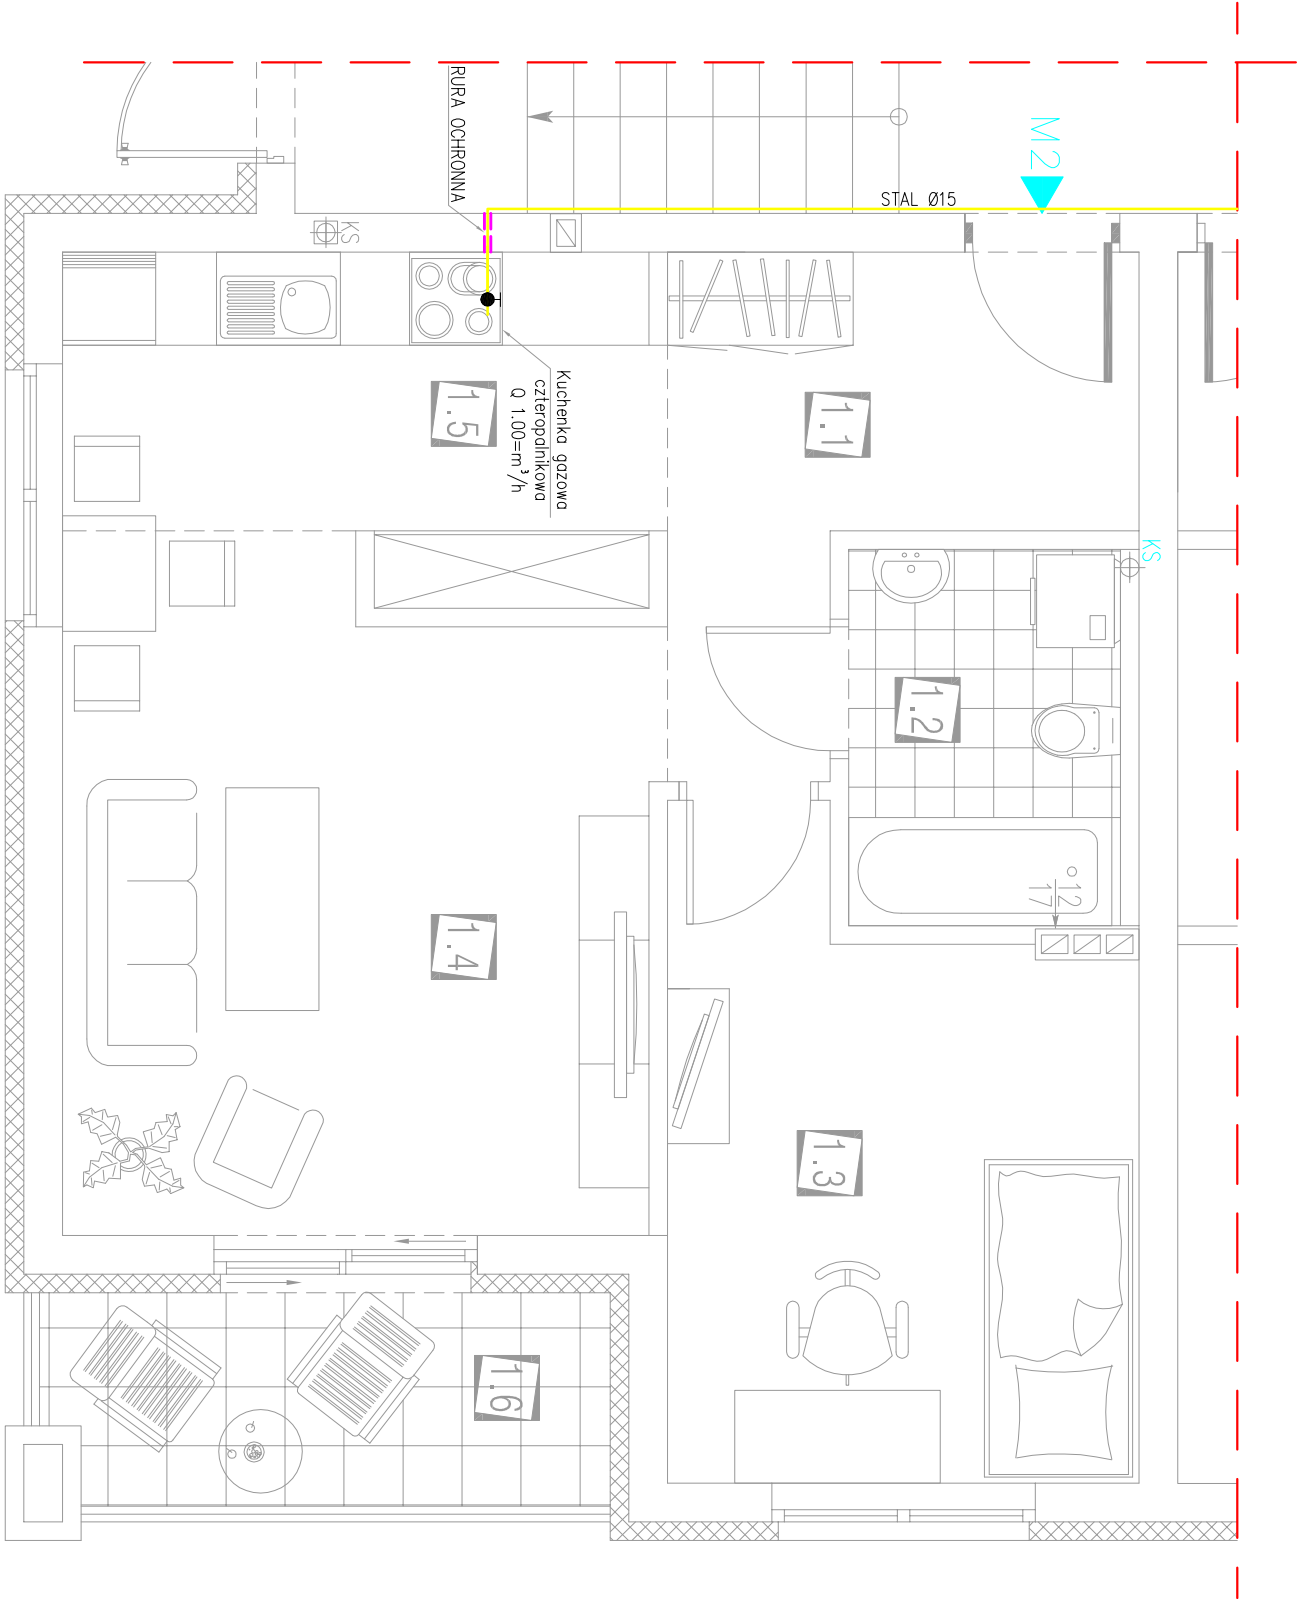 RURA OCHRONNA
M2
STAL Ø15
KS
Kuchenka gazowa
czteropalnikowa
Q 1.00=m³/h
1.5
1.1
KS
1.2
12
17
1.4
1.3
1.6